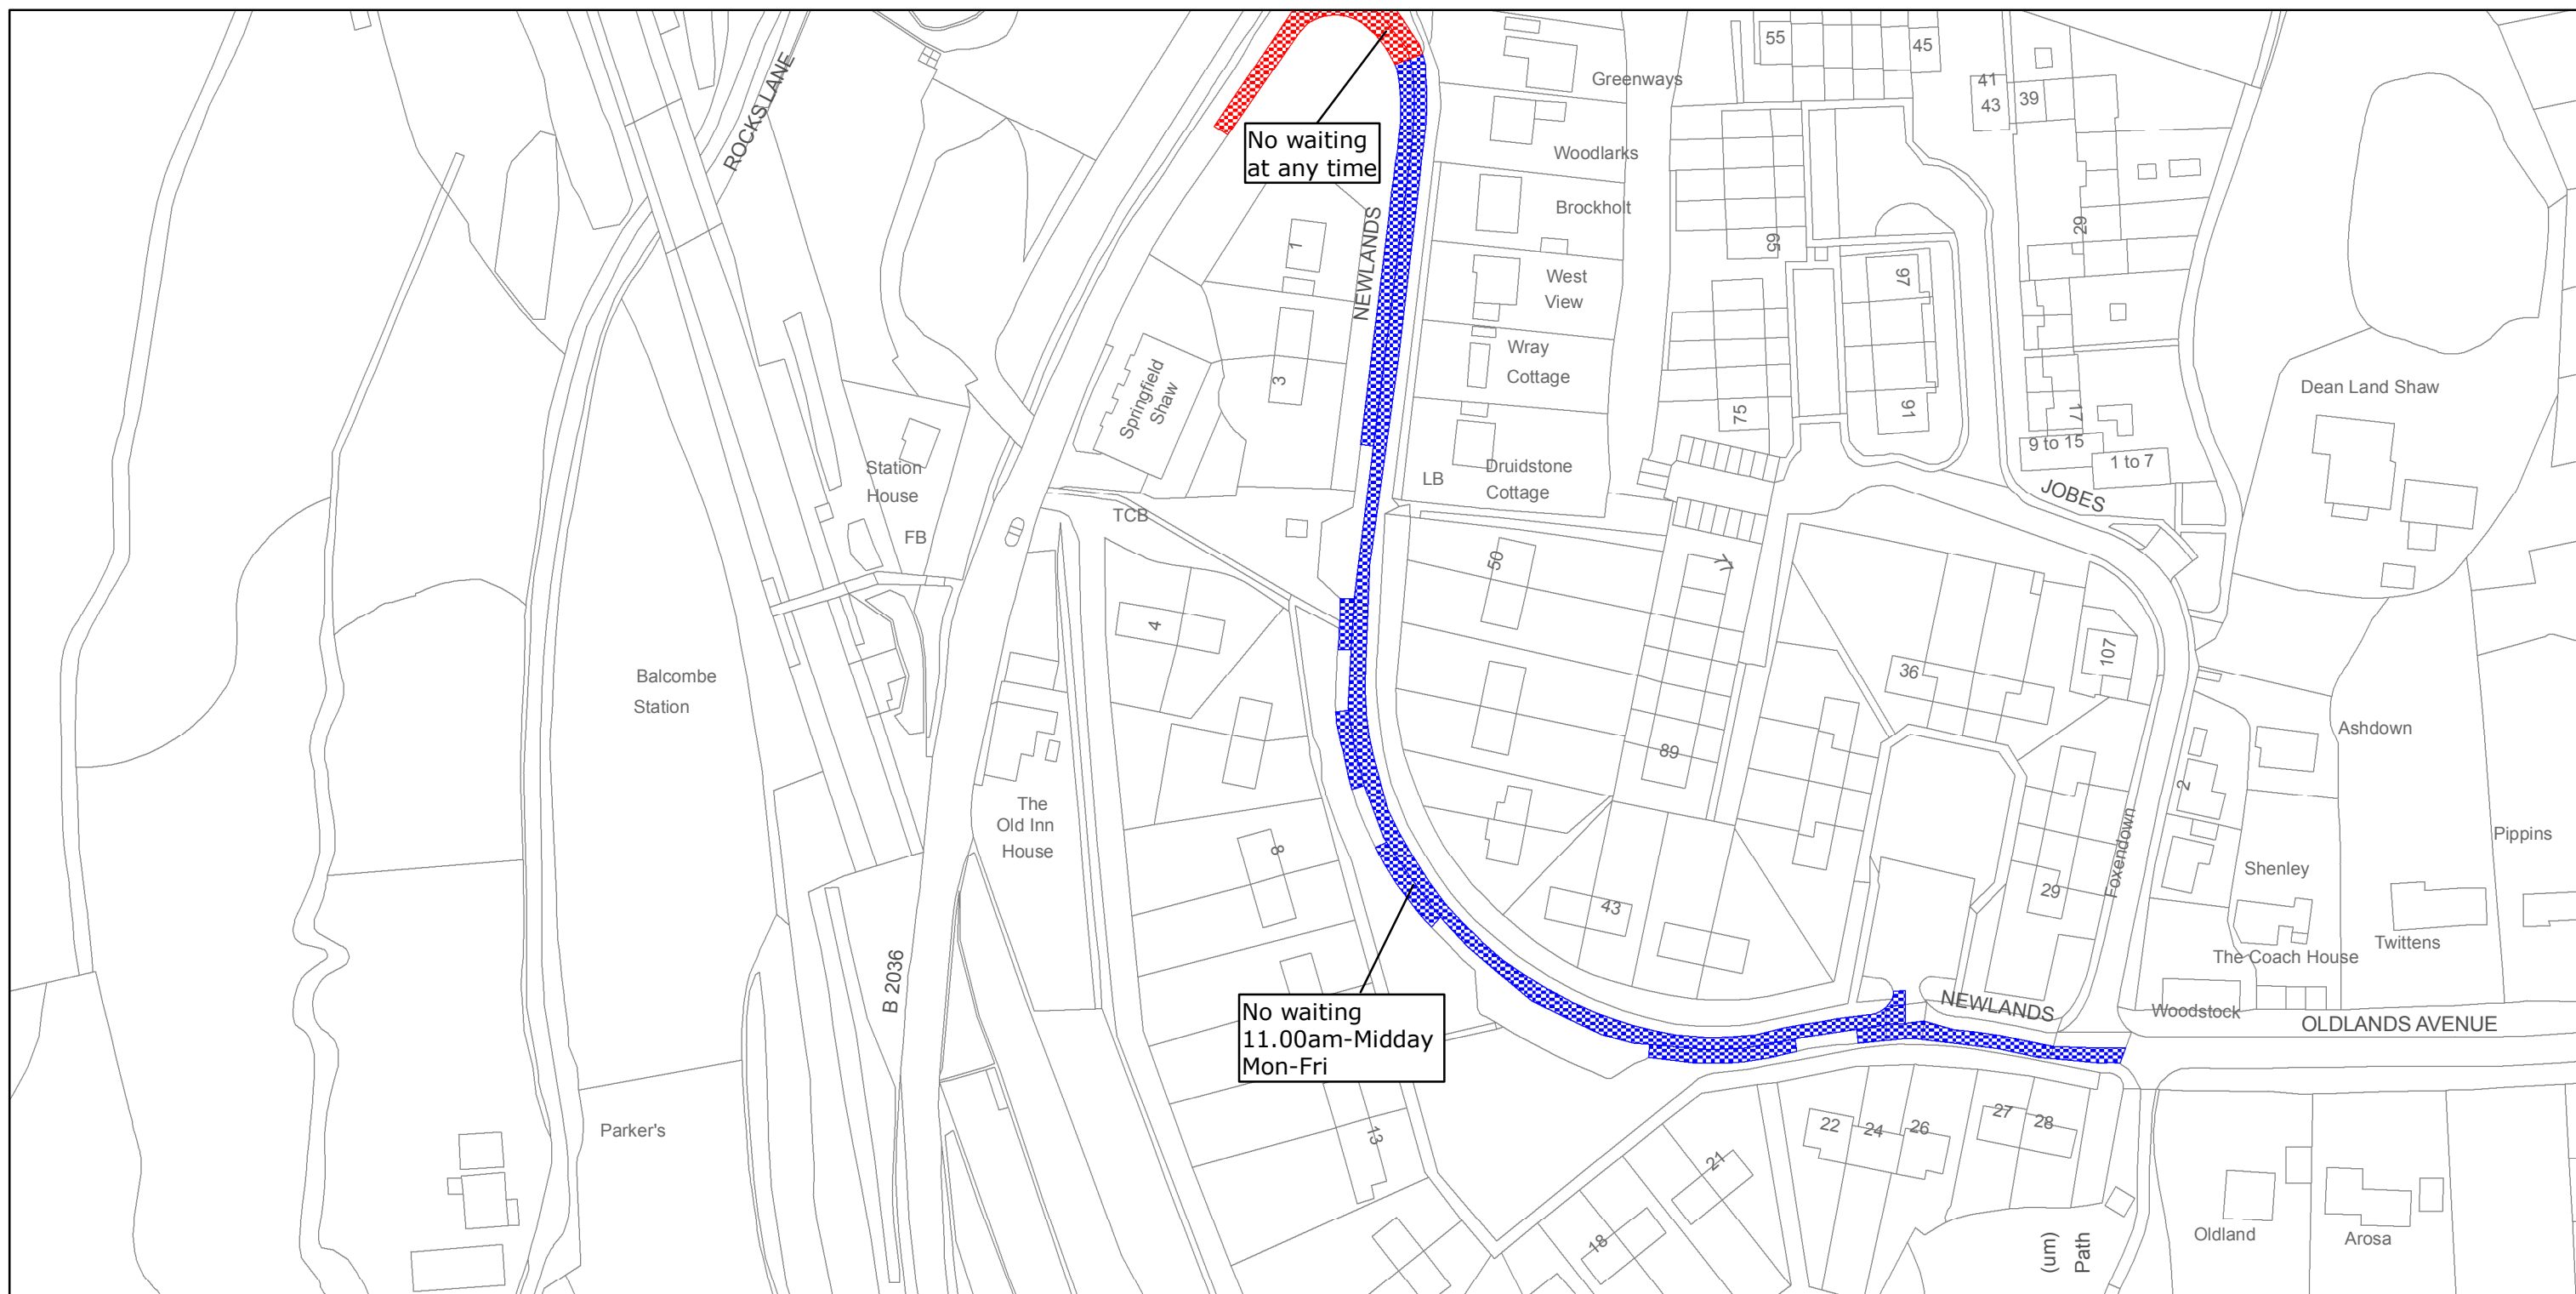 55
45
ROCKS LANE
Greenways
41
43
39
No waiting
at any time
Woodlarks
Brockholt
1
NEWLANDS
65
29
97
West
View
Wray
Cottage
3
Springfield
Shaw
75
91
17
9 to 15
1 to 7
Dean Land Shaw
Station
House
LB
Druidstone
Cottage
JOBES
TCB
FB
50
77
4
36
107
Balcombe
Station
Ashdown
89
2
The
Old Inn
House
8
Foxendown
Pippins
Shenley
43
29
Twittens
The Coach House
B 2036
No waiting
11.00am-Midday
Mon-Fri
NEWLANDS
Woodstock
OLDLANDS AVENUE
Parker's
13
22
24
26
27
28
21
18
(um)
Path
Oldland
Arosa